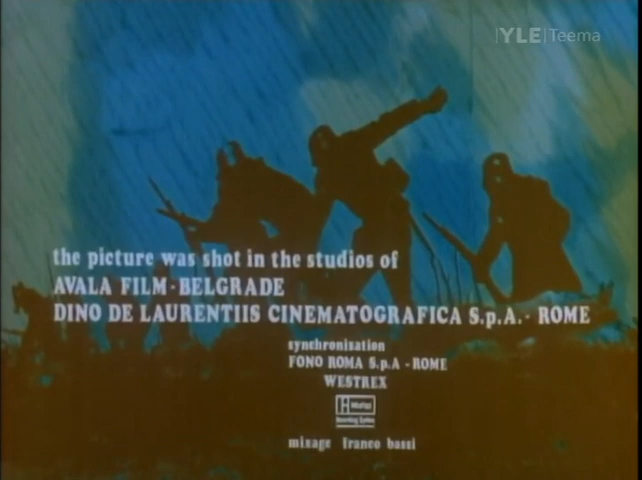 YLE Teema
the picture was shot in the studios of
AVALA FILM - BELGRADE
DINO DE LAURENTIIS CINEMATOGRAFICA S.p.A. - ROME
synchronization
FONO ROMA S.p.A - ROME
WESTREX
mixage franco bassi